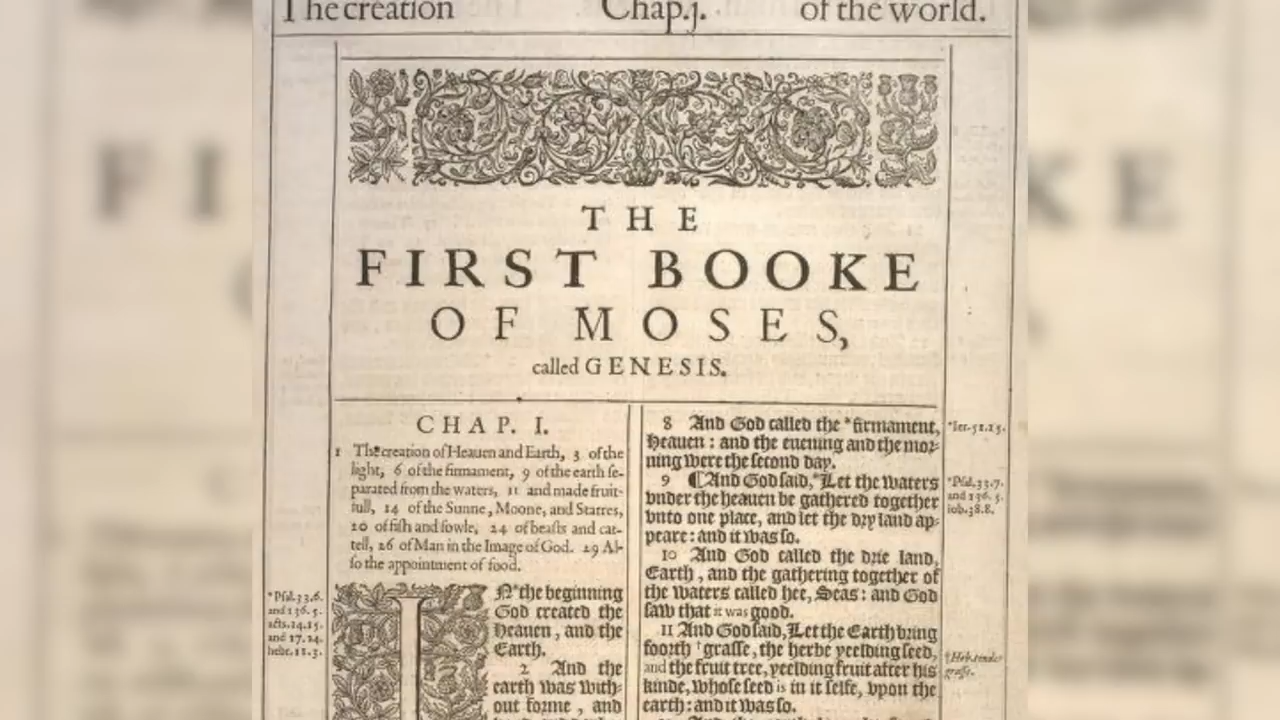 The creation Chap.j. of the world.
THE
FIRST BOOKE
OF MOSES,
called GENESIS.
CHAP. I.
1 The creation of Heauen and Earth, 3 of the
light, 6 of the firmament, 9 of the earth se-
parated from the waters, 11 and made fruit-
full, 14 of the Sunne, Moone, and Starres,
20 of fish and fowle, 24 of beasts and cat-
tell, 26 of Man in the Image of God. 29 Al-
so the appointment of food.
*Psal.33.6.
and 136.5.
acts.14.15.
and 17.24.
hebr.11.3.
IN *the beginning
God created the
Heauen, and the
Earth.
2 And the
earth was with-
out forme, and
8 And God called the *firmament,
Heauen: and the euening and the mor-
ning were the second day.
9 ¶ And God said, *Let the waters
vnder the heauen be gathered together
vnto one place, and let the dry land ap-
peare: and it was so.
10 And God called the drie land,
Earth, and the gathering together of
the waters called hee, Seas: and God
saw that it was good.
11 And God said, Let the Earth bring
foorth †grasse, the herbe yeelding seed,
and the fruit tree, yeelding fruit after his
kinde, whose seed is in it selfe, vpon the
earth: and it was so.
*Ier.51.15.
*Psal.33.7.
and 136.5.
iob.38.8.
†Heb.tender
grasse.
FI
KE